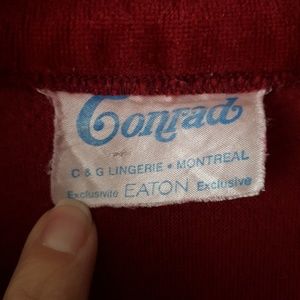 Conrad
C & G LINGERIE • MONTREAL
Exclusivité EATON Exclusive